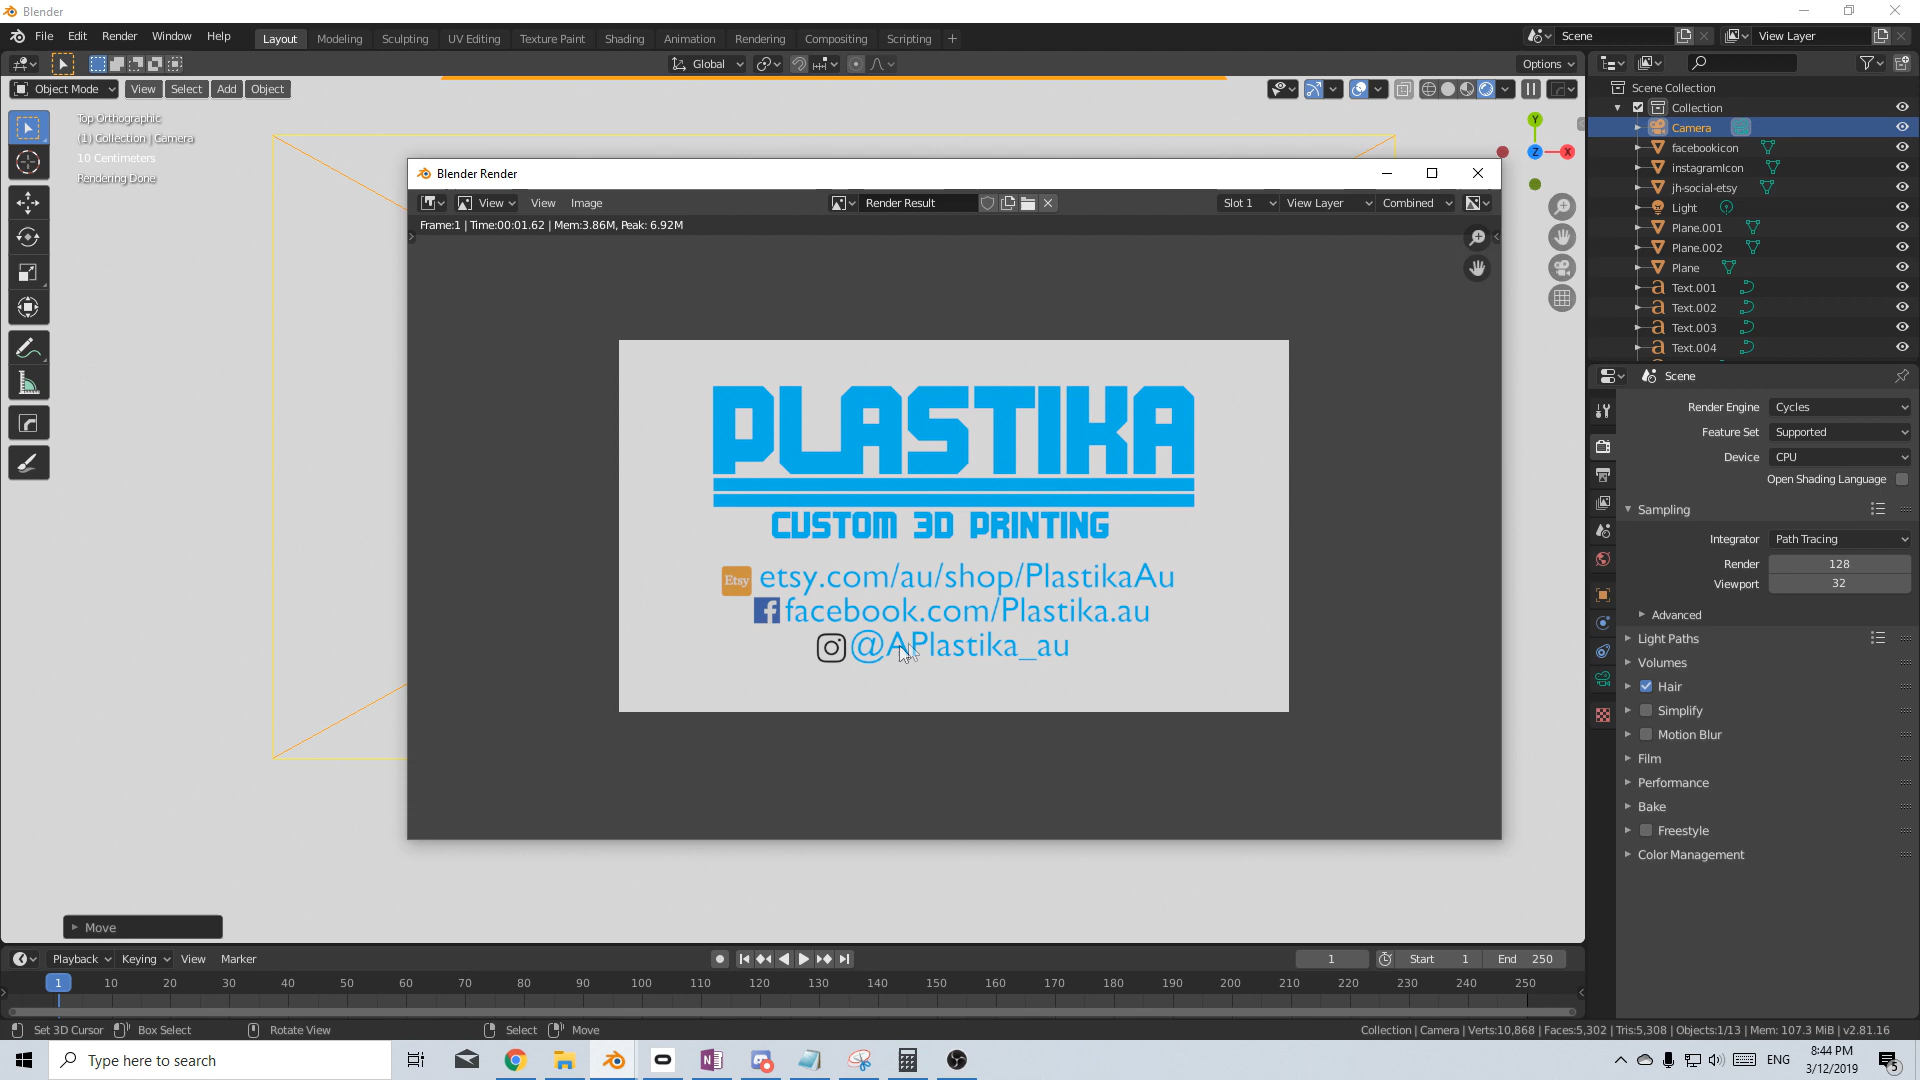 Blender
File Edit Render Window Help Layout Modeling Sculpting UV Editing Texture Paint Shading Animation Rendering Compositing Scripting + Scene View Layer
Global Options
Object Mode View Select Add Object
Top Orthographic
(1) Collection | Camera
10 Centimeters
Rendering Done
Y
Z
X
Blender Render
View View Image Render Result Slot 1 View Layer Combined
Frame:1 | Time:00:01.62 | Mem:3.86M, Peak: 6.92M
PLASTIKA
CUSTOM 3D PRINTING
Etsy etsy.com/au/shop/PlastikaAu
facebook.com/Plastika.au
@APlastika_au
Move
Scene Collection
Collection
Camera
facebookicon
instagramIcon
jh-social-etsy
Light
Plane.001
Plane.002
Plane
Text.001
Text.002
Text.003
Text.004
Scene
Render Engine Cycles
Feature Set Supported
Device CPU
Open Shading Language
Sampling
Integrator Path Tracing
Render 128
Viewport 32
Advanced
Light Paths
Volumes
Hair
Simplify
Motion Blur
Film
Performance
Bake
Freestyle
Color Management
Playback Keying View Marker 1 Start 1 End 250
1 10 20 30 40 50 60 70 80 90 100 110 120 130 140 150 160 170 180 190 200 210 220 230 240 250
Set 3D Cursor Box Select Rotate View Select Move Collection | Camera | Verts:10,868 | Faces:5,302 | Tris:5,308 | Objects:1/13 | Mem: 107.3 MiB | v2.81.16
Type here to search ENG 8:44 PM
3/12/2019
5